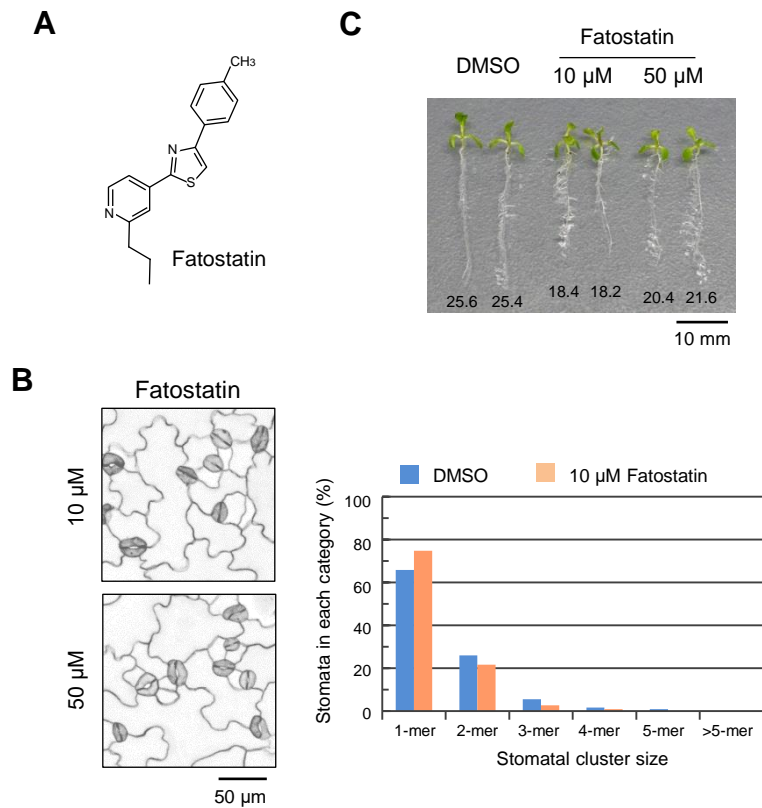 A
CH3
N
S
N
Fatostatin
C
Fatostatin
DMSO
10 µM
50 µM
25.6
25.4
18.4
18.2
20.4
21.6
10 mm
B
Fatostatin
10 µM
50 µM
50 µm
DMSO
10 µM Fatostatin
Stomata in each category (%)
100
80
60
40
20
0
1-mer
2-mer
3-mer
4-mer
5-mer
>5-mer
Stomatal cluster size